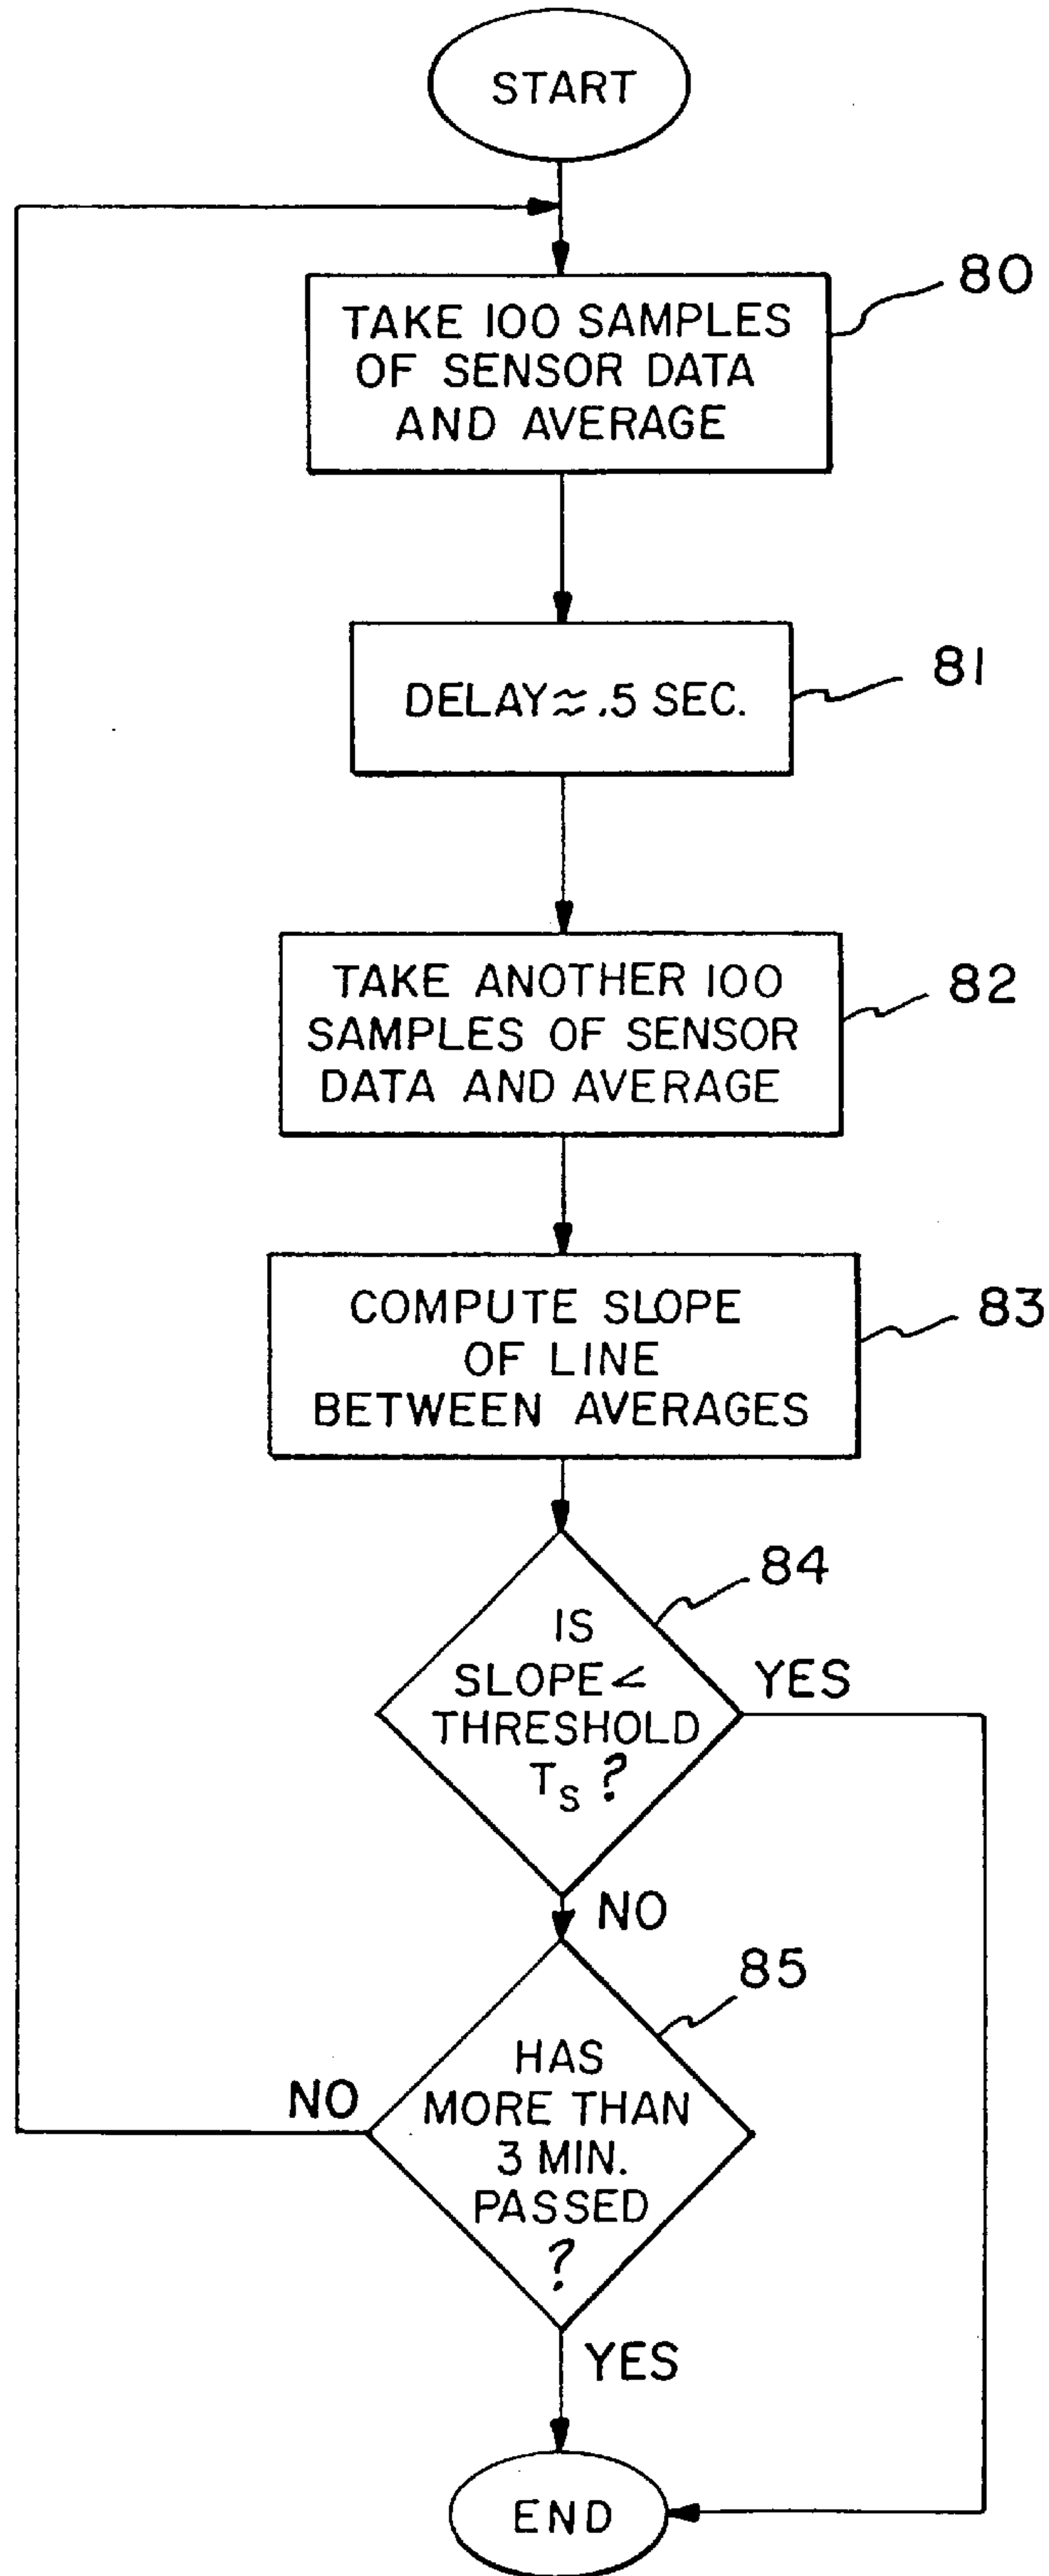 START
TAKE 100 SAMPLES
OF SENSOR DATA
AND AVERAGE
80
DELAY ≈ .5 SEC.
81
TAKE ANOTHER 100
SAMPLES OF SENSOR
DATA AND AVERAGE
82
COMPUTE SLOPE
OF LINE
BETWEEN AVERAGES
83
84
IS
SLOPE <
THRESHOLD
TS ?
YES
NO
85
HAS
MORE THAN
3 MIN.
PASSED
?
NO
YES
END